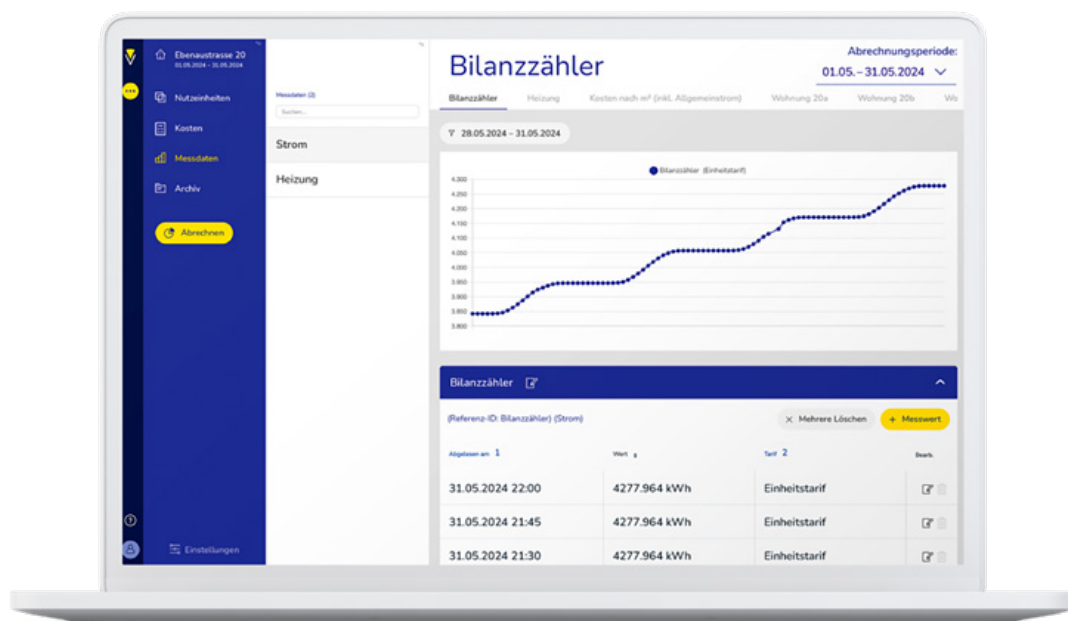 Ebenaustrasse 20
01.05.2024 - 31.05.2024
Nutzeinheiten
Kosten
Messdaten
Archiv
Abrechnen
Einstellungen
Messdaten (2)
Suchen...
Strom
Heizung
Bilanzzähler
Abrechnungsperiode:
01.05. – 31.05.2024
Bilanzzähler Heizung Kosten nach m² (inkl. Allgemeinstrom) Wohnung 20a Wohnung 20b Wo
28.05.2024 – 31.05.2024
Bilanzzähler (Einheitstarif)
4.300
4.250
4.200
4.150
4.100
4.050
4.000
3.950
3.900
3.850
3.800
Bilanzzähler
(Referenz-ID: Bilanzzähler) (Strom) × Mehrere Löschen + Messwert
Abgelesen am 1 Wert Tarif 2 Bearb.
31.05.2024 22:00 4277.964 kWh Einheitstarif
31.05.2024 21:45 4277.964 kWh Einheitstarif
31.05.2024 21:30 4277.964 kWh Einheitstarif